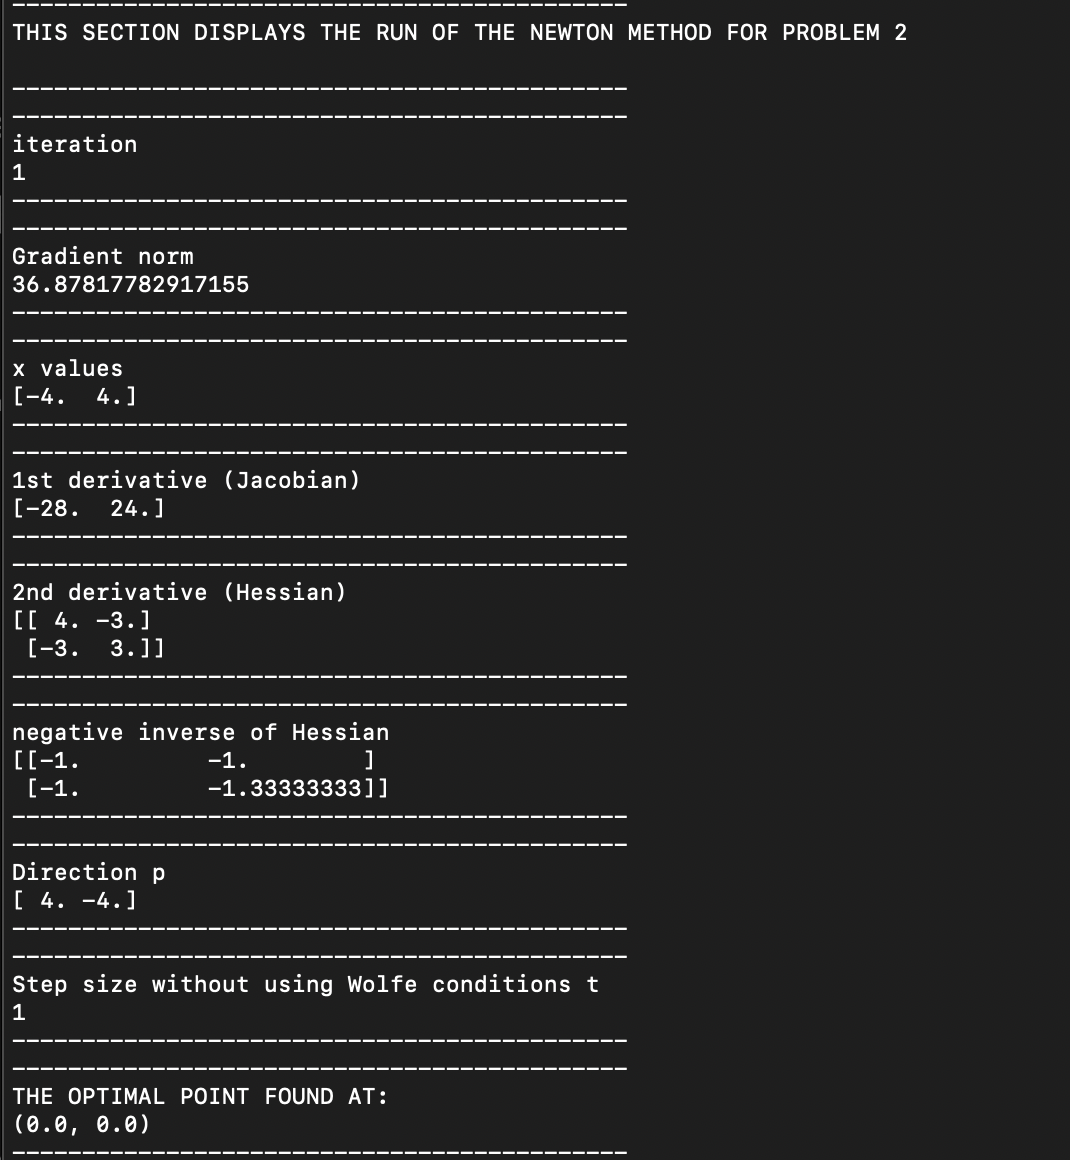 --------------------------------------------
THIS SECTION DISPLAYS THE RUN OF THE NEWTON METHOD FOR PROBLEM 2
--------------------------------------------
--------------------------------------------
iteration
1
--------------------------------------------
--------------------------------------------
Gradient norm
36.87817782917155
--------------------------------------------
--------------------------------------------
x values
[-4.  4.]
--------------------------------------------
--------------------------------------------
1st derivative (Jacobian)
[-28.  24.]
--------------------------------------------
--------------------------------------------
2nd derivative (Hessian)
[[ 4. -3.]
 [-3.  3.]]
--------------------------------------------
--------------------------------------------
negative inverse of Hessian
[[-1.         -1.        ]
 [-1.         -1.33333333]]
--------------------------------------------
--------------------------------------------
Direction p
[ 4. -4.]
--------------------------------------------
--------------------------------------------
Step size without using Wolfe conditions t
1
--------------------------------------------
--------------------------------------------
THE OPTIMAL POINT FOUND AT:
(0.0, 0.0)
--------------------------------------------